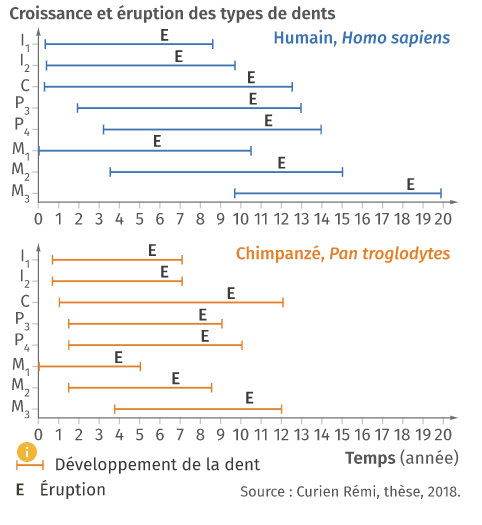 Croissance et éruption des types de dents
Humain, Homo sapiens
I1 E
I2 E
C E
P3 E
P4 E
M1 E
M2 E
M3 E
0 1 2 3 4 5 6 7 8 9 10 11 12 13 14 15 16 17 18 19 20
Chimpanzé, Pan troglodytes
I1 E
I2 E
C E
P3 E
P4 E
M1 E
M2 E
M3 E
0 1 2 3 4 5 6 7 8 9 10 11 12 13 14 15 16 17 18 19 20
i
Temps (année)
Développement de la dent
E Éruption
Source : Curien Rémi, thèse, 2018.